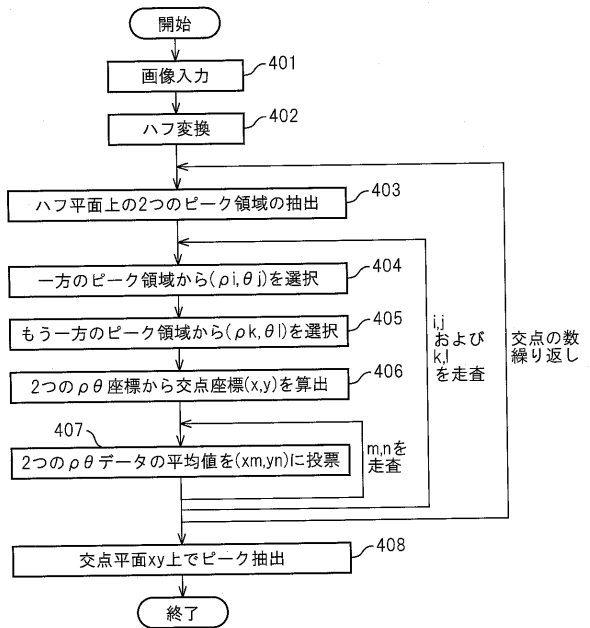 開始
画像入力
401
ハフ変換
402
ハフ平面上の2つのピーク領域の抽出
403
一方のピーク領域から(ρi,θj)を選択
404
もう一方のピーク領域から(ρk,θl)を選択
405
2つのρθ座標から交点座標(x,y)を算出
406
407
2つのρθデータの平均値を(xm,yn)に投票
m,nを
走査
i,j
および
k,l
を走査
交点の数
繰り返し
交点平面xy上でピーク抽出
408
終了